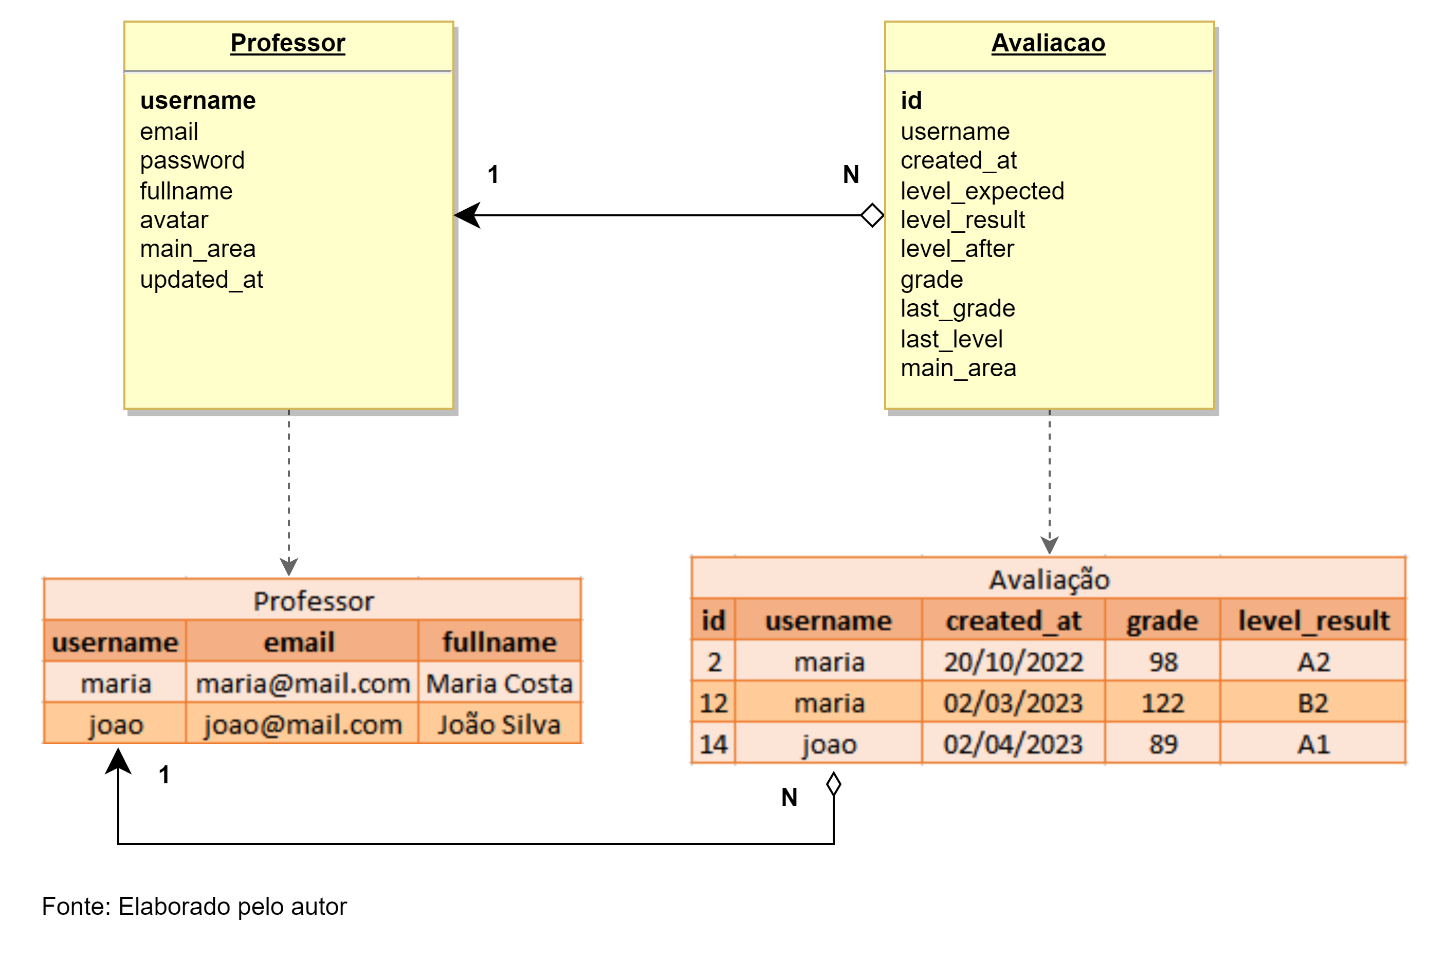 Professor
username
email
password
fullname
avatar
main_area
updated_at
1
N
Avaliacao
id
username
created_at
level_expected
level_result
level_after
grade
last_grade
last_level
main_area
Professor
username email fullname
maria maria@mail.com Maria Costa
joao joao@mail.com João Silva
Avaliação
id username created_at grade level_result
2 maria 20/10/2022 98 A2
12 maria 02/03/2023 122 B2
14 joao 02/04/2023 89 A1
1
N
Fonte: Elaborado pelo autor